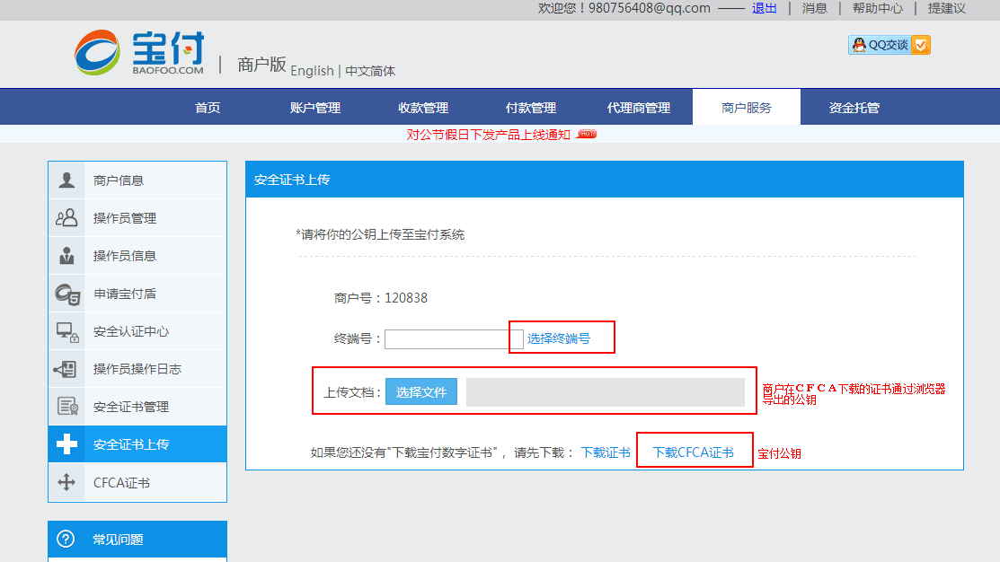 欢迎您！980756408@qq.com —— 退出 | 消息 | 帮助中心 | 提建议
宝付
BAOFOO.COM
| 商户版 English | 中文简体
QQ交谈
首页 账户管理 收款管理 付款管理 代理商管理 商户服务 资金托管
对公节假日下发产品上线通知 HOT!
商户信息
操作员管理
操作员信息
申请宝付盾
安全认证中心
操作员操作日志
安全证书管理
安全证书上传
CFCA证书
常见问题
安全证书上传
*请将你的公钥上传至宝付系统
商户号：120838
终端号： 选择终端号
上传文档： 选择文件
商户在CFCA下载的证书通过浏览器
导出的公钥
如果您还没有"下载宝付数字证书"，请先下载： 下载证书 下载CFCA证书 宝付公钥